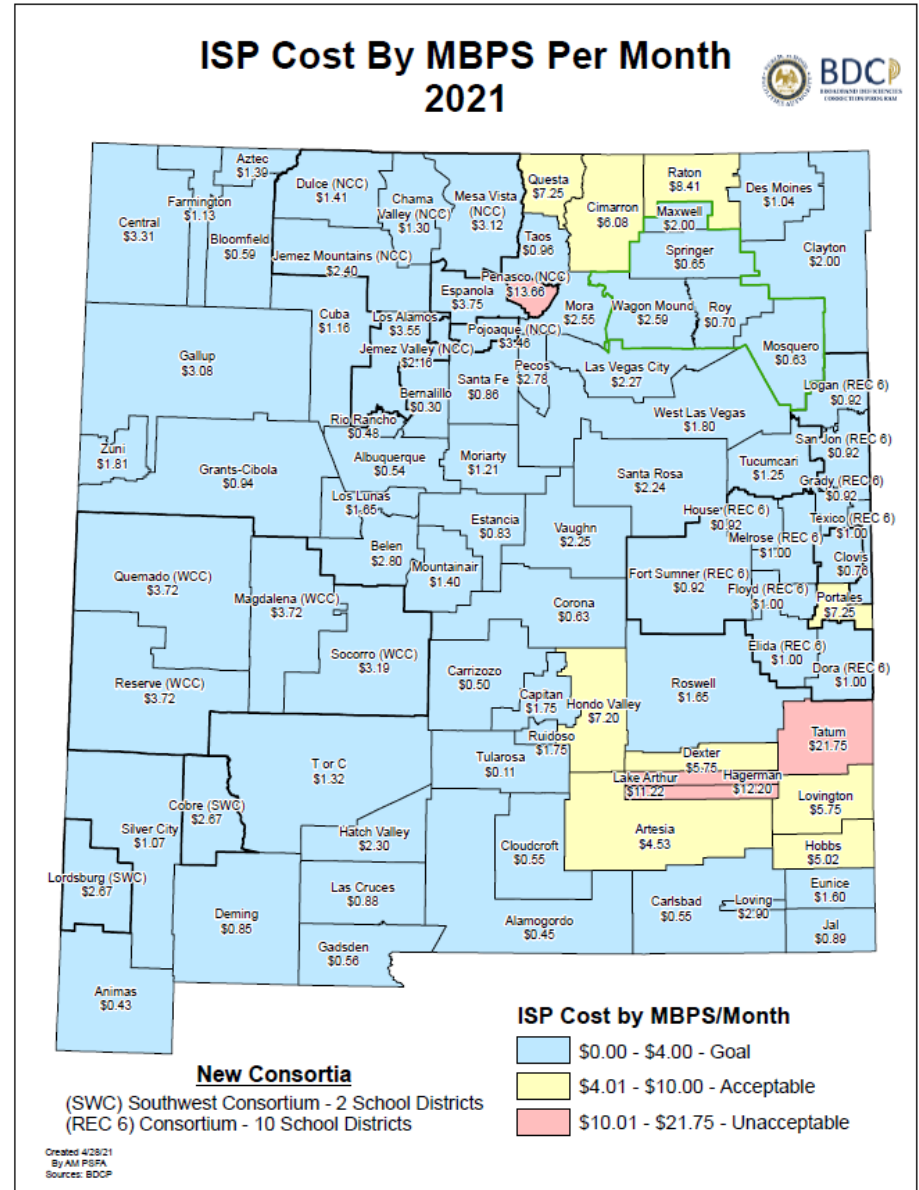 ISP Cost By MBPS Per Month
2021
BDCP
BROADBAND DEFICIENCIES
CORRECTION PROGRAM
Aztec
$1.39
Farmington
$1.13
Central
$3.31
Bloomfield
$0.59
Dulce (NCC)
$1.41
Chama
Valley (NCC)
$1.30
Mesa Vista
(NCC)
$3.12
Questa
$7.25
Cimarron
$6.08
Raton
$8.41
Maxwell
$2.00
Des Moines
$1.04
Taos
$0.96
Springer
$0.65
Clayton
$2.00
Jemez Mountains (NCC)
$2.40
Espanola
$3.75
Penasco (NCC)
$13.66
Mora
$2.55
Wagon Mound
$2.59
Roy
$0.70
Mosquero
$0.63
Cuba
$1.16
Los Alamos
$3.55
Pojoaque (NCC)
$3.46
Jemez Valley (NCC)
$2.16
Gallup
$3.08
Bernalillo
$0.30
Santa Fe
$0.86
Pecos
$2.78
Las Vegas City
$2.27
Logan (REC 6)
$0.92
West Las Vegas
$1.80
Rio Rancho
$0.48
San Jon (REC 6)
$0.92
Zuni
$1.81
Grants-Cibola
$0.94
Albuquerque
$0.54
Moriarty
$1.21
Santa Rosa
$2.24
Tucumcari
$1.25
Grady (REC 6)
$0.92
Los Lunas
$1.65
Estancia
$0.83
Vaughn
$2.25
House (REC 6)
$0.92
Texico (REC 6)
$1.00
Melrose (REC 6)
$1.00
Clovis
$0.76
Belen
$2.80
Mountainair
$1.40
Quemado (WCC)
$3.72
Magdalena (WCC)
$3.72
Fort Sumner (REC 6)
$0.92
Floyd (REC 6)
$1.00
Portales
$7.25
Corona
$0.63
Socorro (WCC)
$3.19
Reserve (WCC)
$3.72
Carrizozo
$0.50
Capitan
$1.75
Hondo Valley
$7.20
Roswell
$1.65
Elida (REC 6)
$1.00
Dora (REC 6)
$1.00
Ruidoso
$1.75
Tatum
$21.75
T or C
$1.32
Tularosa
$0.11
Dexter
$5.75
Lake Arthur
$11.22
Hagerman
$12.20
Lovington
$5.75
Cobre (SWC)
$2.67
Silver City
$1.07
Hatch Valley
$2.30
Cloudcroft
$0.55
Artesia
$4.53
Hobbs
$5.02
Lordsburg (SWC)
$2.67
Deming
$0.85
Las Cruces
$0.88
Alamogordo
$0.45
Carlsbad
$0.55
Loving
$2.90
Eunice
$1.60
Jal
$0.89
Gadsden
$0.56
Animas
$0.43
ISP Cost by MBPS/Month
$0.00 - $4.00 - Goal
$4.01 - $10.00 - Acceptable
$10.01 - $21.75 - Unacceptable
New Consortia
(SWC) Southwest Consortium - 2 School Districts
(REC 6) Consortium - 10 School Districts
Created 4/28/21
By AM PSFA
Sources: BDCP